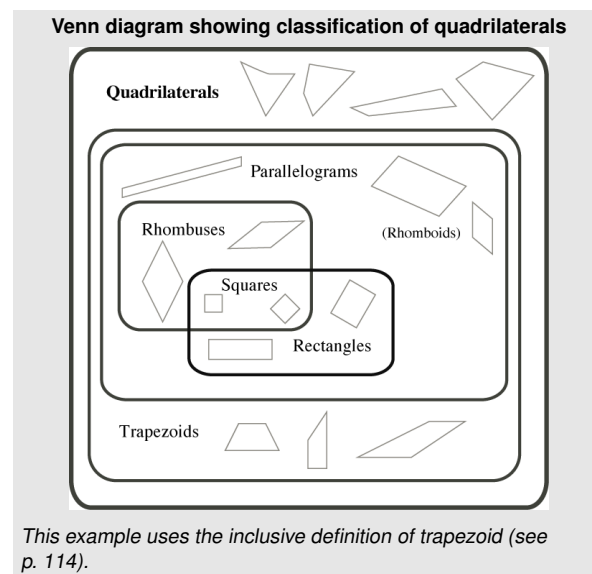 Venn diagram showing classification of quadrilaterals
Quadrilaterals
Parallelograms
Rhombuses
(Rhomboids)
Squares
Rectangles
Trapezoids
This example uses the inclusive definition of trapezoid (see
p. 114).